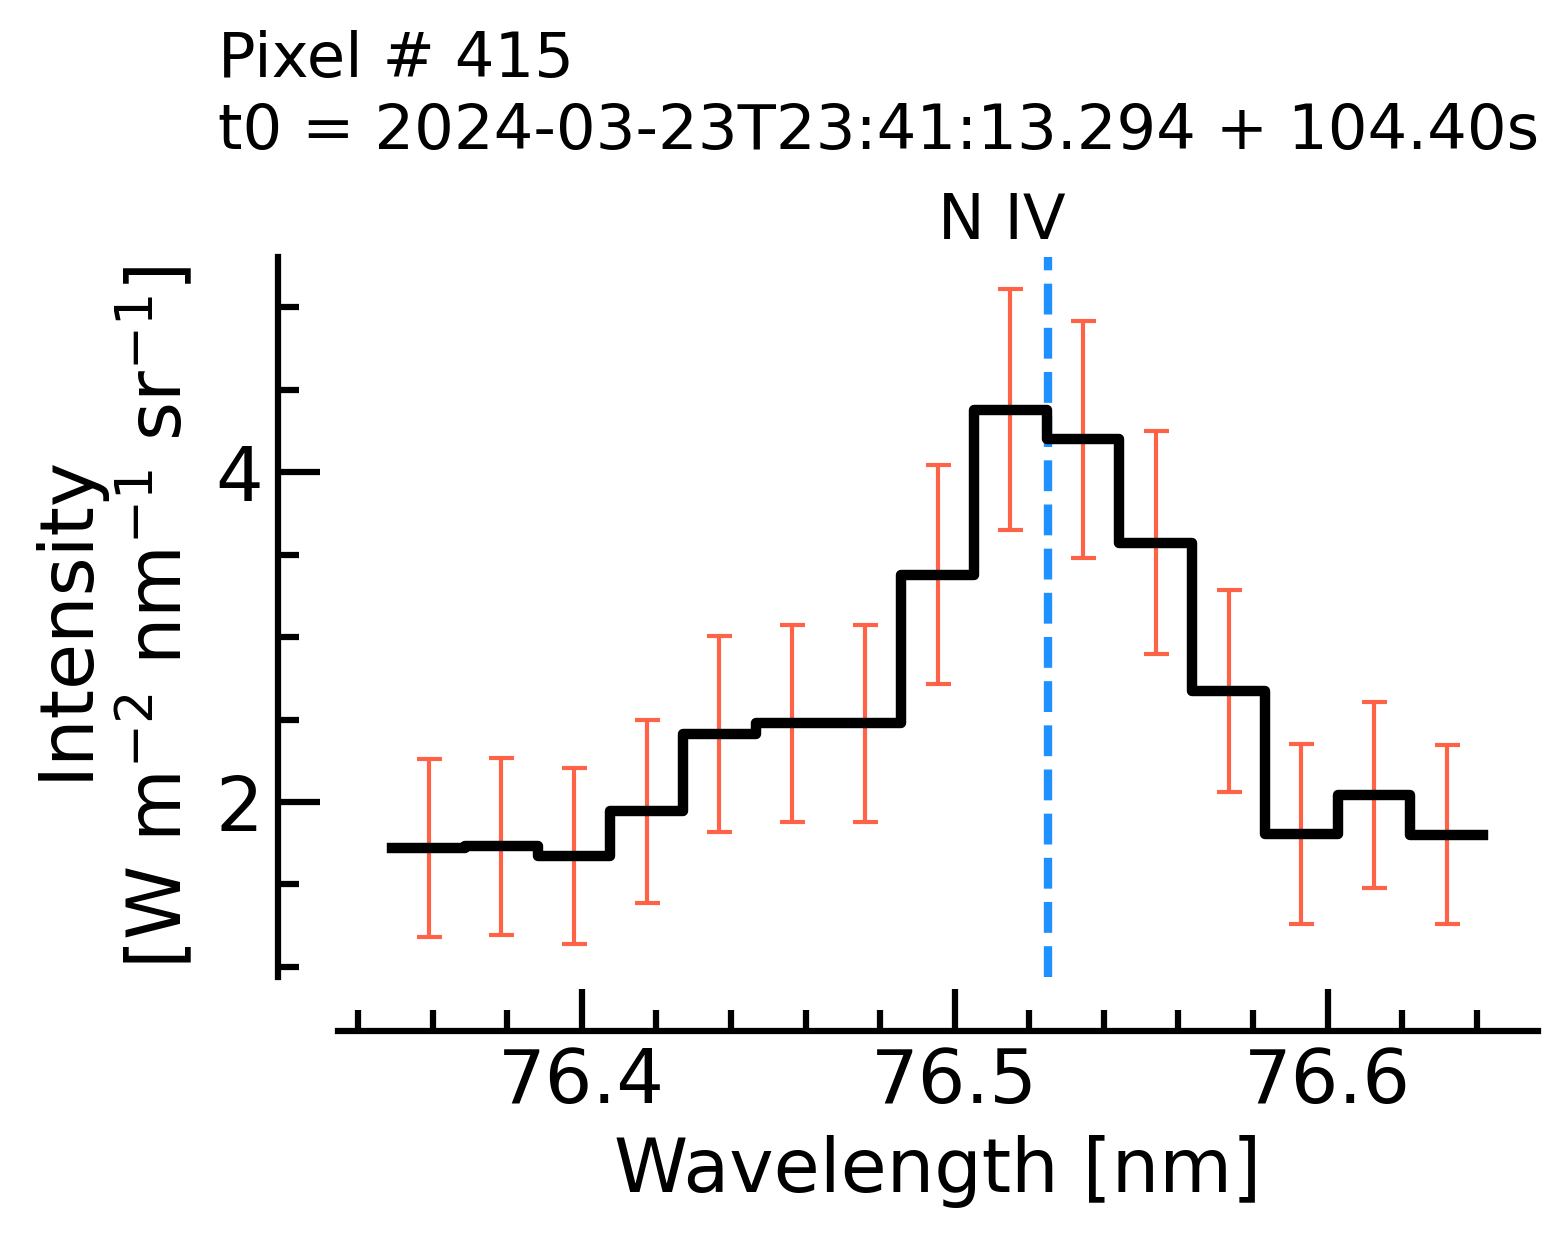 Pixel # 415
t0 = 2024-03-23T23:41:13.294 + 104.40s
N IV
Intensity
[W m⁻² nm⁻¹ sr⁻¹]
4
2
76.4 76.5 76.6
Wavelength [nm]